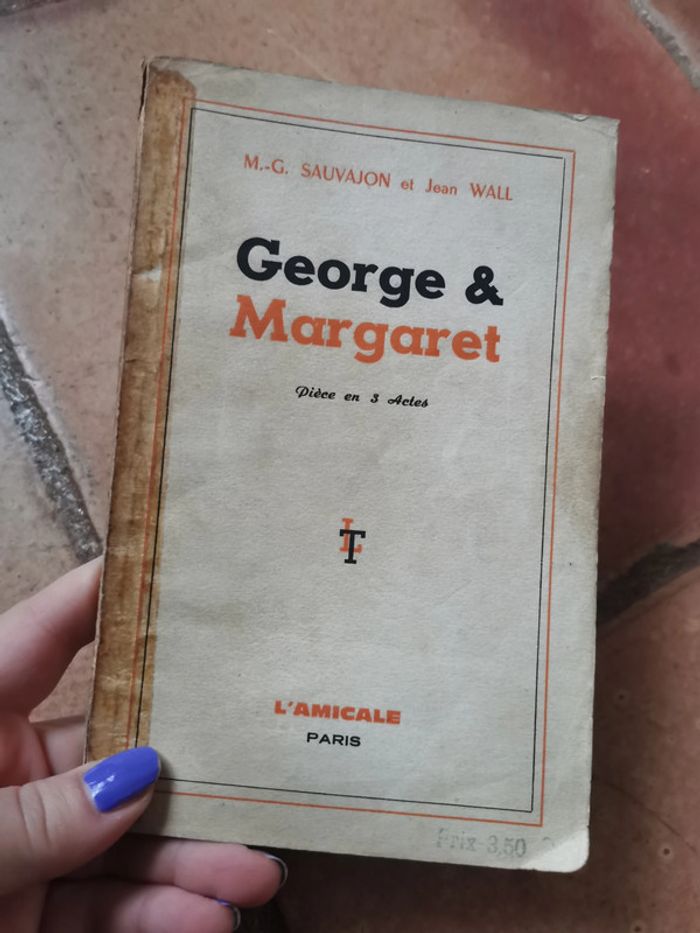 M.-G. SAUVAJON et Jean WALL
George &
Margaret
Pièce en 3 Actes
LT
L'AMICALE
PARIS
Prix 3,50